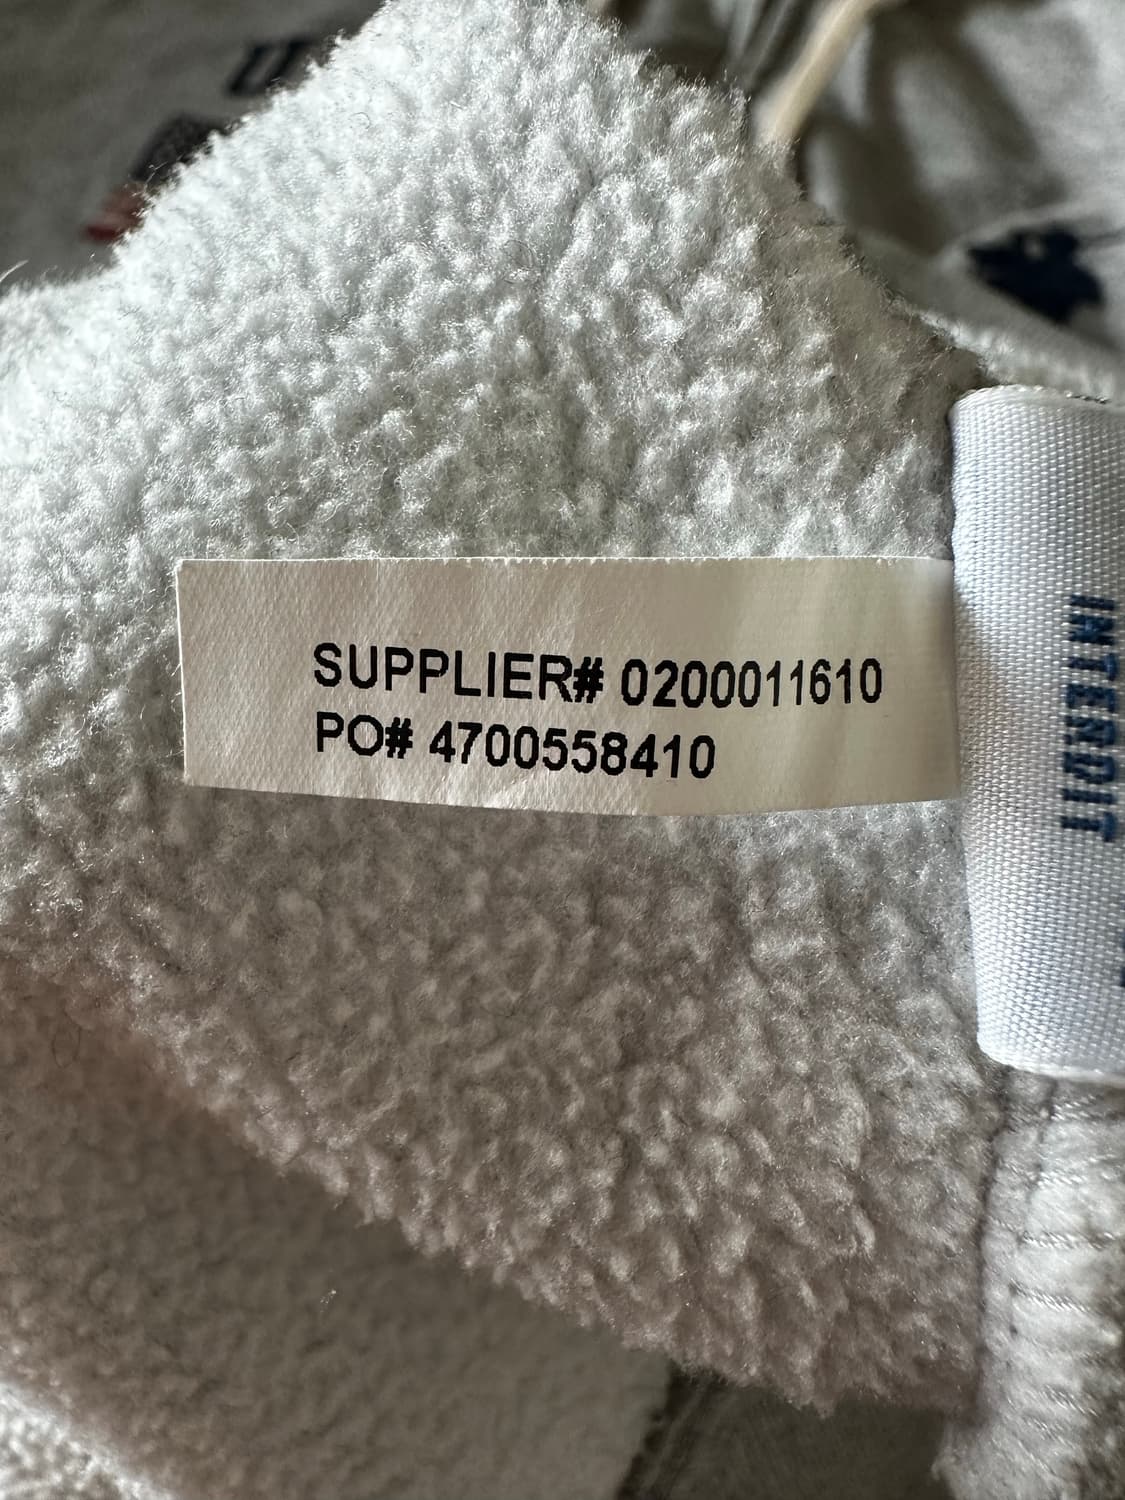 SUPPLIER# 0200011610
PO# 4700558410
INTERDIT